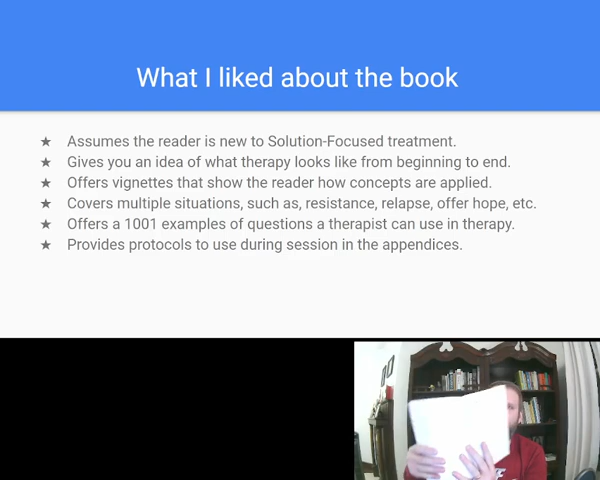 What I liked about the book
★ Assumes the reader is new to Solution-Focused treatment.
★ Gives you an idea of what therapy looks like from beginning to end.
★ Offers vignettes that show the reader how concepts are applied.
★ Covers multiple situations, such as, resistance, relapse, offer hope, etc.
★ Offers a 1001 examples of questions a therapist can use in therapy.
★ Provides protocols to use during session in the appendices.